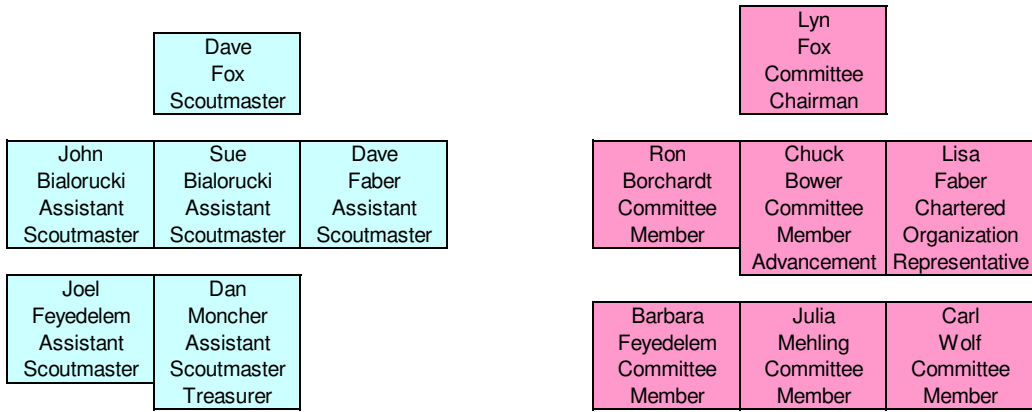 Dave
Fox
Scoutmaster
John
Bialorucki
Assistant
Scoutmaster
Sue
Bialorucki
Assistant
Scoutmaster
Dave
Faber
Assistant
Scoutmaster
Joel
Feyedelem
Assistant
Scoutmaster
Dan
Moncher
Assistant
Scoutmaster
Treasurer
Lyn
Fox
Committee
Chairman
Ron
Borchardt
Committee
Member
Chuck
Bower
Committee
Member
Advancement
Lisa
Faber
Chartered
Organization
Representative
Barbara
Feyedelem
Committee
Member
Julia
Mehling
Committee
Member
Carl
Wolf
Committee
Member